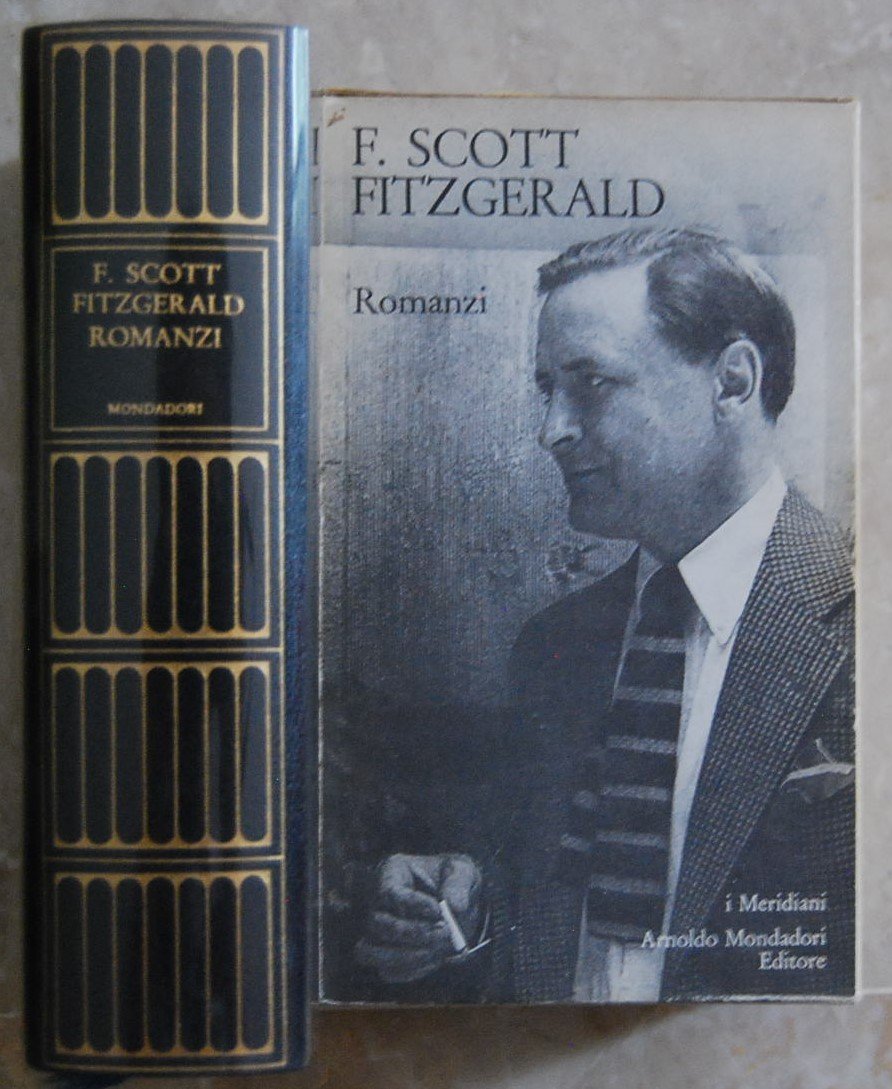 F. SCOTT
FITZGERALD
ROMANZI
MONDADORI
F. SCOTT
FITZGERALD
Romanzi
i Meridiani
Arnoldo Mondadori
Editore